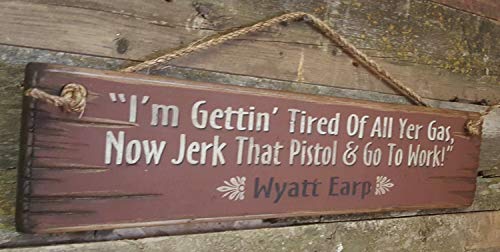 “I’m Gettin’ Tired Of All Yer Gas,
Now Jerk That Pistol & Go To Work!”
Wyatt Earp